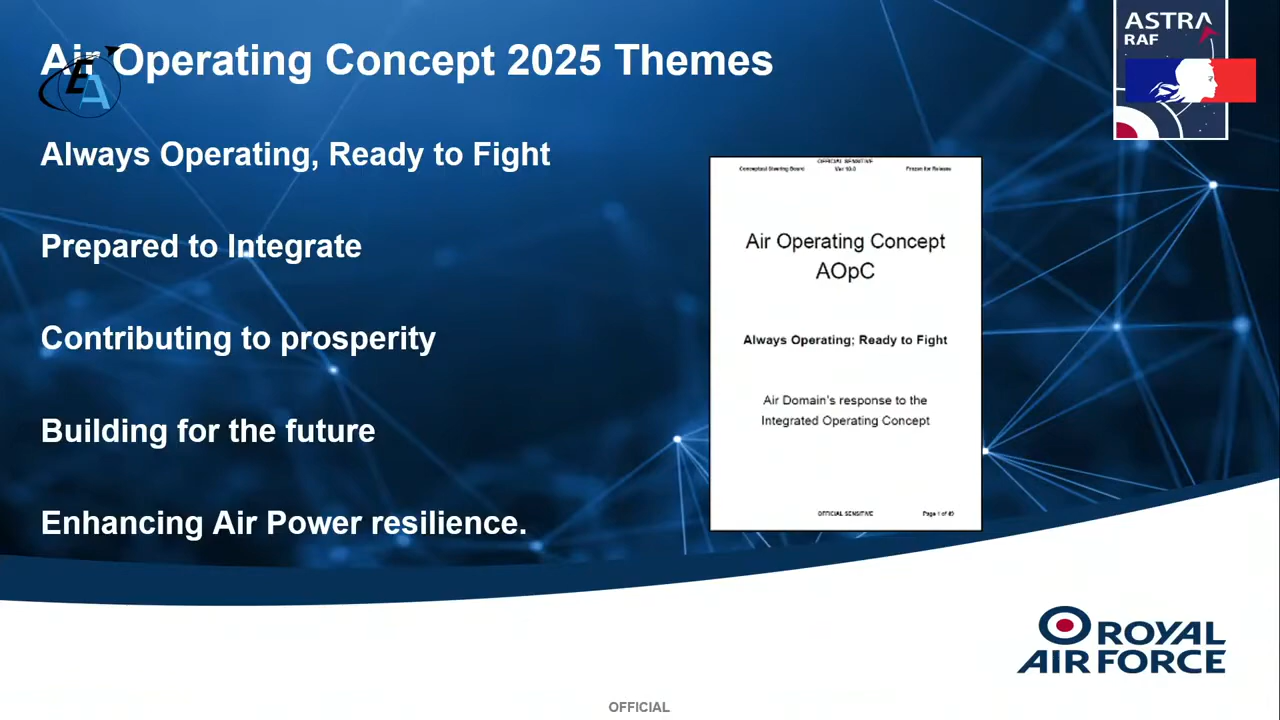 Air Operating Concept 2025 Themes
EA
ASTRA
RAF
Always Operating, Ready to Fight
Prepared to Integrate
Contributing to prosperity
Building for the future
Enhancing Air Power resilience.
OFFICIAL SENSITIVE
Conceptual Steering Board Ver 10.0 Frozen for Release
Air Operating Concept
AOpC
Always Operating; Ready to Fight
Air Domain's response to the
Integrated Operating Concept
OFFICIAL SENSITIVE Page 1 of 49
ROYAL
AIR FORCE
OFFICIAL